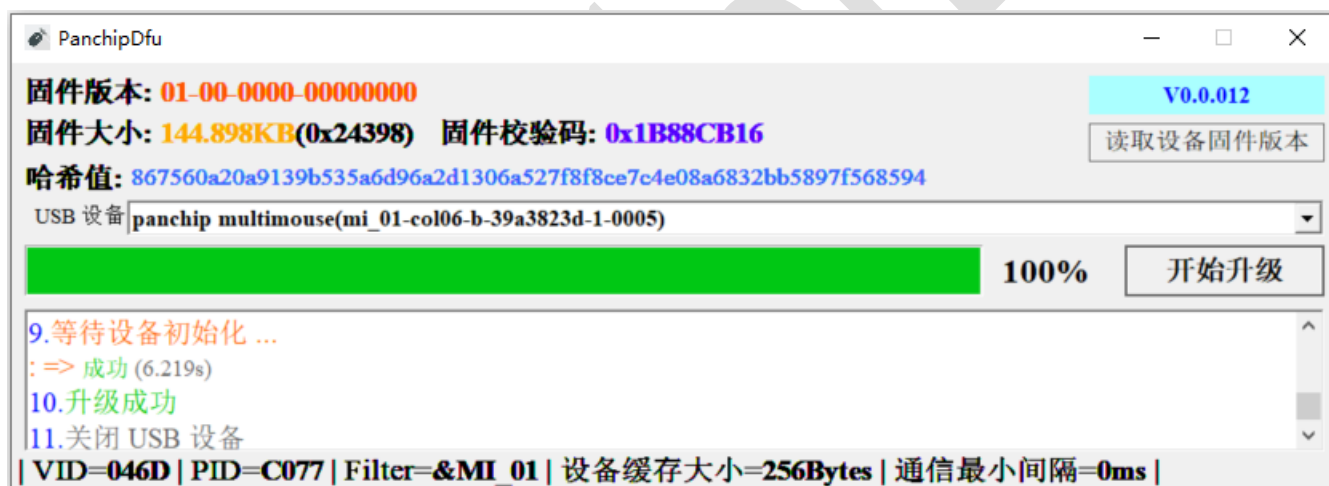 PanchipDfu
固件版本: 01-00-0000-00000000
V0.0.012
固件大小: 144.898KB(0x24398) 固件校验码: 0x1B88CB16
读取设备固件版本
哈希值: 867560a20a9139b535a6d96a2d1306a527f8f8ce7c4e08a6832bb5897f568594
USB 设备 panchip multimouse(mi_01-col06-b-39a3823d-1-0005)
100% 开始升级
9.等待设备初始化 ...
: => 成功 (6.219s)
10.升级成功
11.关闭 USB 设备
| VID=046D | PID=C077 | Filter=&MI_01 | 设备缓存大小=256Bytes | 通信最小间隔=0ms |